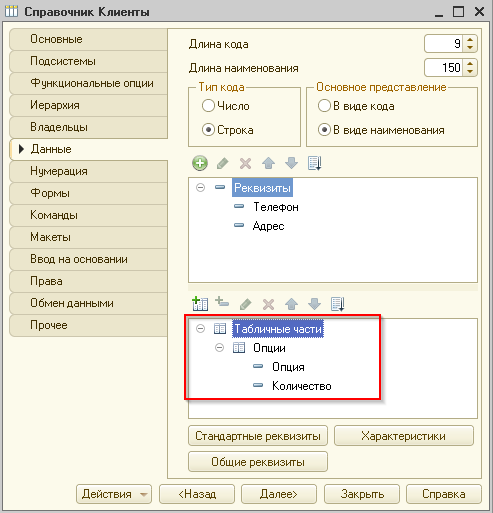 Справочник Клиенты
Основные
Подсистемы
Функциональные опции
Иерархия
Владельцы
Данные
Нумерация
Формы
Команды
Макеты
Ввод на основании
Права
Обмен данными
Прочее
Длина кода 9
Длина наименования 150
Тип кода
Число
Строка
Основное представление
В виде кода
В виде наименования
Реквизиты
Телефон
Адрес
Табличные части
Опции
Опция
Количество
Стандартные реквизиты Характеристики
Общие реквизиты
Действия <Назад Далее> Закрыть Справка